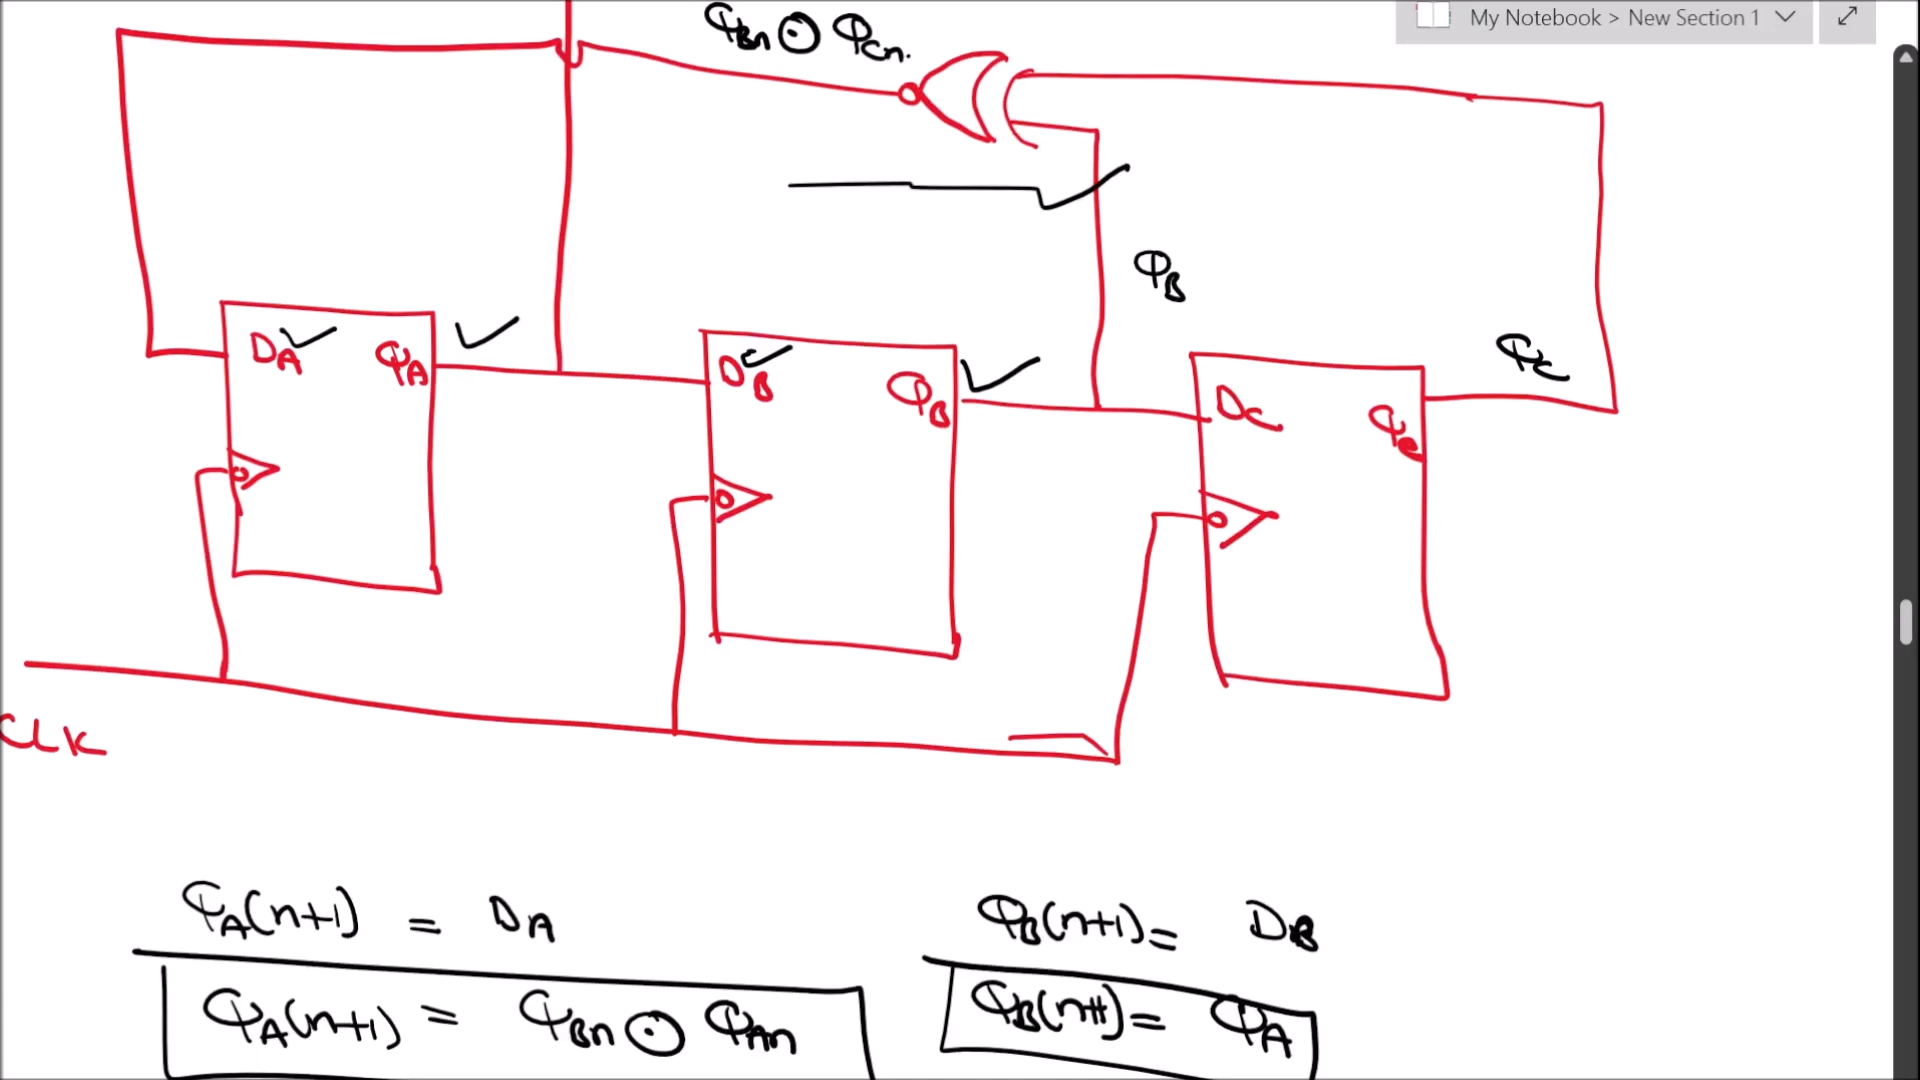 My Notebook > New Section 1
QBn ⊙ QCn.
QB
QC
DA QA
DB QB
DC QC
CLK
QA(n+1) = DA
QB(n+1) = DB
QA(n+1) = QBn ⊙ QAn
QB(n+1) = QA